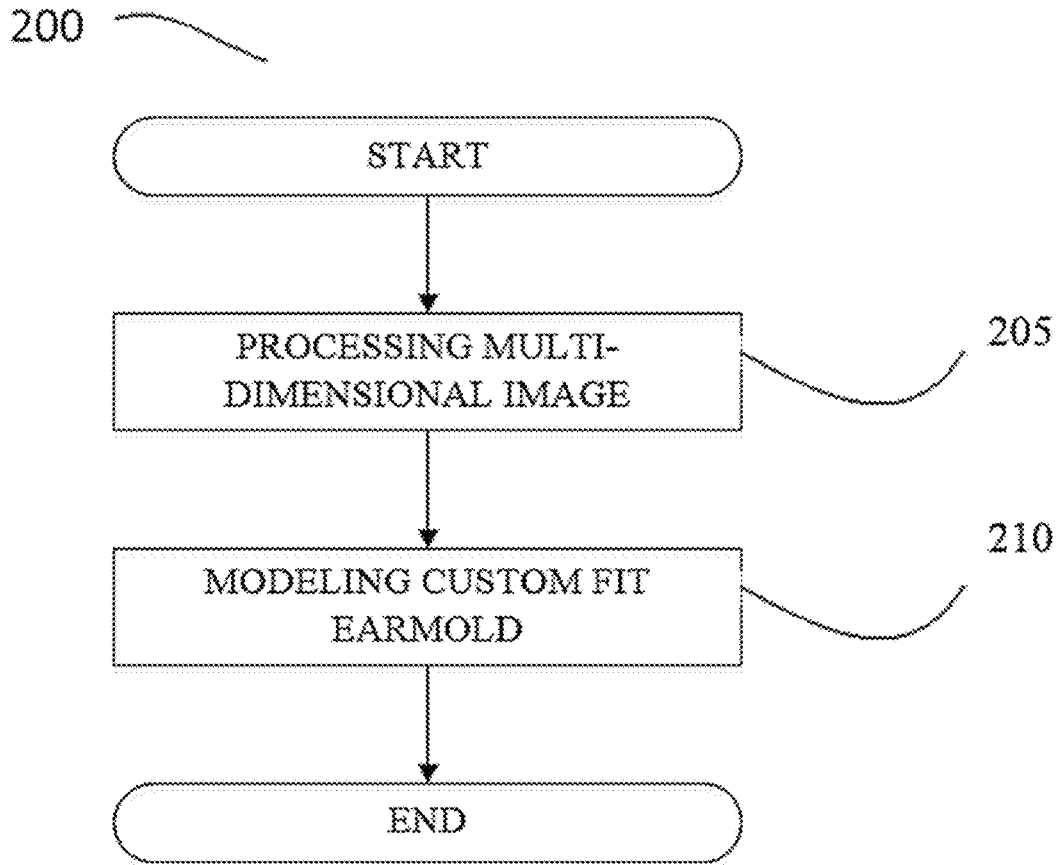 200
START
PROCESSING MULTI-
DIMENSIONAL IMAGE
205
MODELING CUSTOM FIT
EARMOLD
210
END